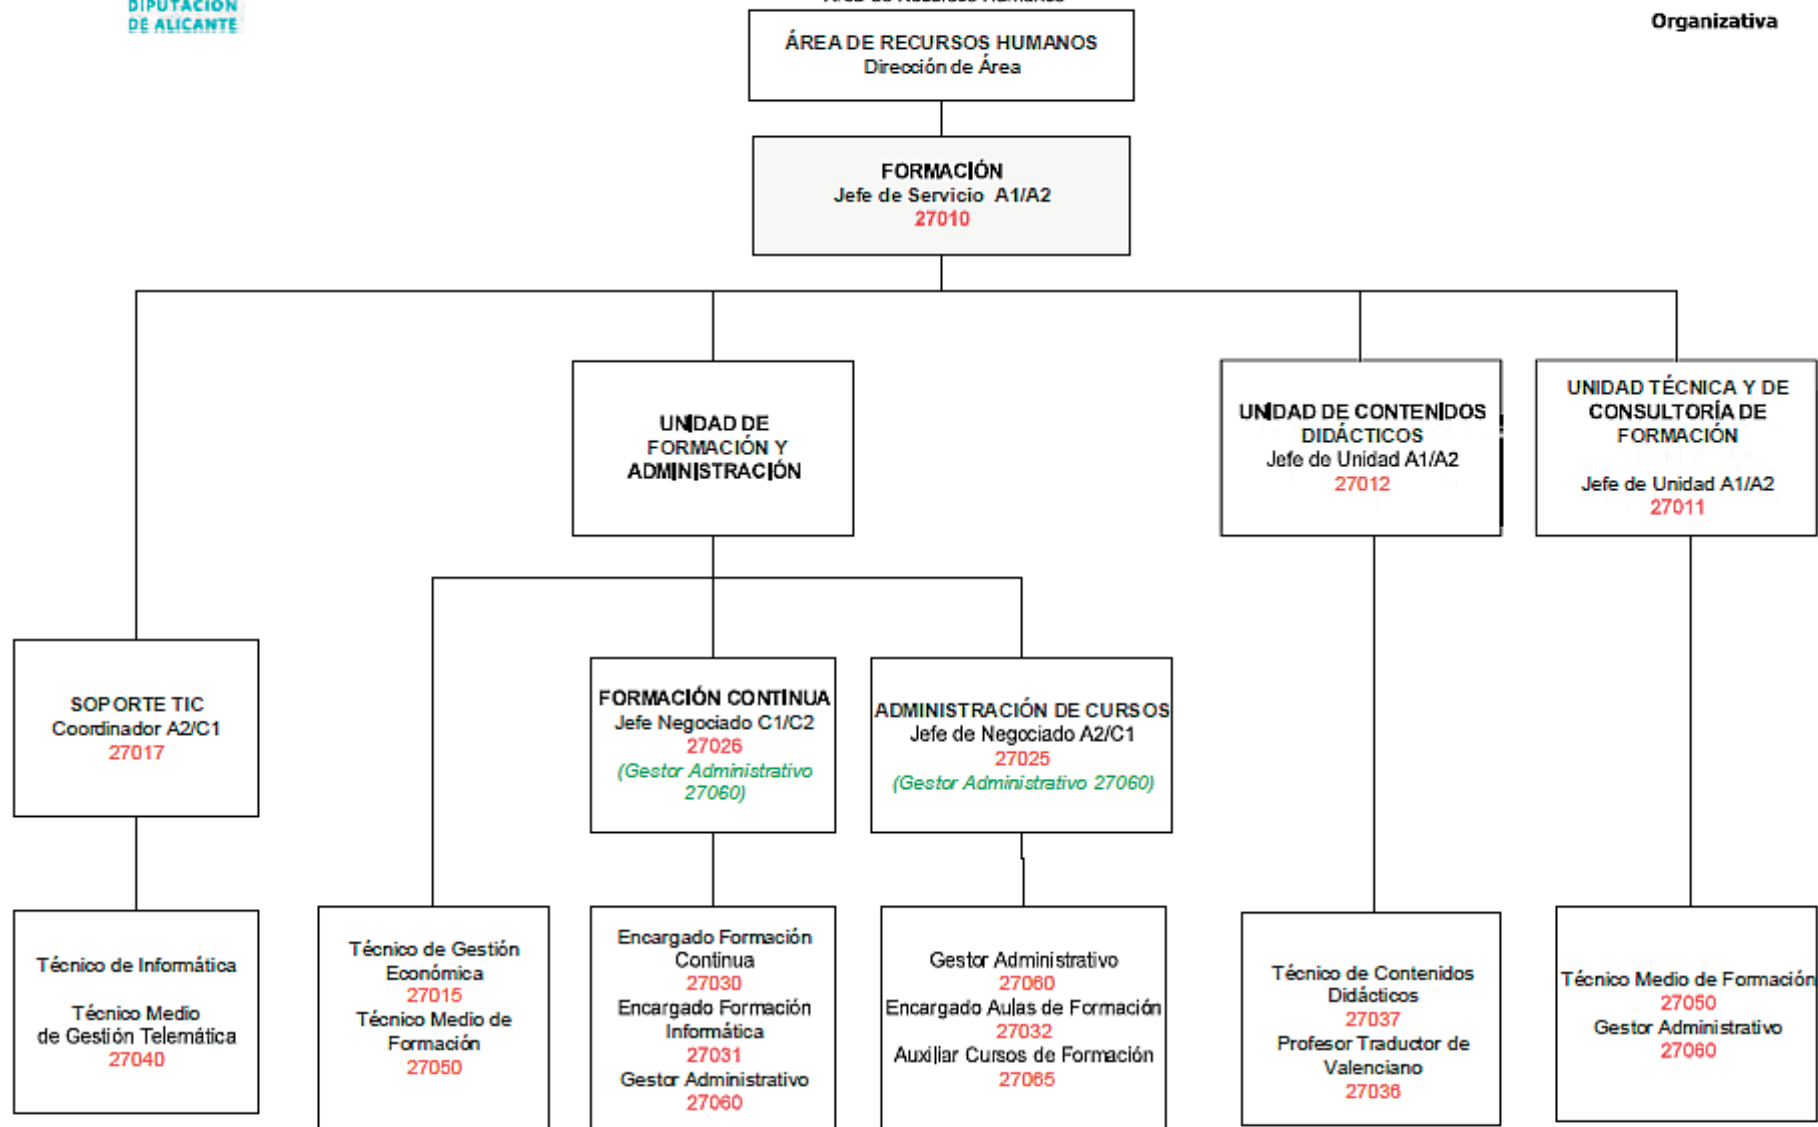 DIPUTACIÓN
DE ALICANTE
Área de Recursos Humanos
Organizativa
ÁREA DE RECURSOS HUMANOS
Dirección de Área
FORMACIÓN
Jefe de Servicio A1/A2
27010
UNIDAD DE
FORMACIÓN Y
ADMINISTRACIÓN
UNIDAD DE CONTENIDOS
DIDÁCTICOS
Jefe de Unidad A1/A2
27012
UNIDAD TÉCNICA Y DE
CONSULTORÍA DE
FORMACIÓN
Jefe de Unidad A1/A2
27011
SOPORTE TIC
Coordinador A2/C1
27017
FORMACIÓN CONTINUA
Jefe Negociado C1/C2
27026
(Gestor Administrativo
27060)
ADMINISTRACIÓN DE CURSOS
Jefe de Negociado A2/C1
27025
(Gestor Administrativo 27060)
Técnico de Informática
Técnico Medio
de Gestión Telemática
27040
Técnico de Gestión
Económica
27015
Técnico Medio de
Formación
27050
Encargado Formación
Continua
27030
Encargado Formación
Informática
27031
Gestor Administrativo
27060
Gestor Administrativo
27060
Encargado Aulas de Formación
27032
Auxiliar Cursos de Formación
27065
Técnico de Contenidos
Didácticos
27037
Profesor Traductor de
Valenciano
27036
Técnico Medio de Formación
27050
Gestor Administrativo
27060